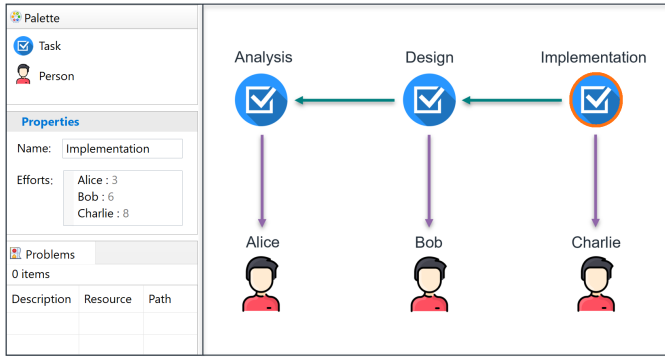 Palette
Task
Person
Properties
Name: Implementation
Efforts: Alice : 3
Bob : 6
Charlie : 8
Problems
0 items
Description Resource Path
Analysis Design Implementation
Alice Bob Charlie